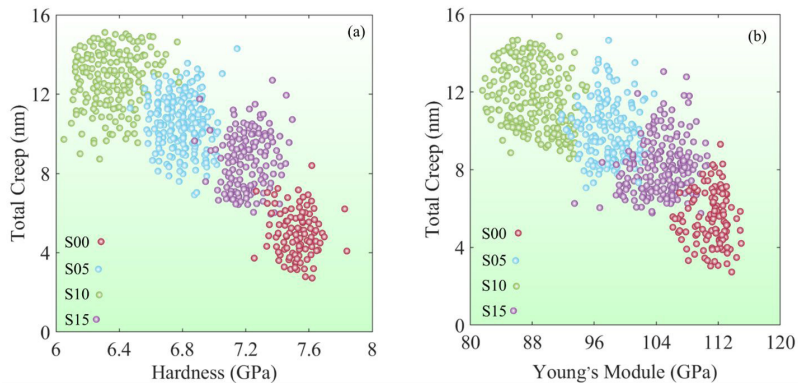 (a)
16
12
8
4
0
Total Creep (nm)
S00
S05
S10
S15
6 6.4 6.8 7.2 7.6 8
Hardness (GPa)
(b)
16
12
8
4
0
Total Creep (nm)
S00
S05
S10
S15
80 88 96 104 112 120
Young's Module (GPa)